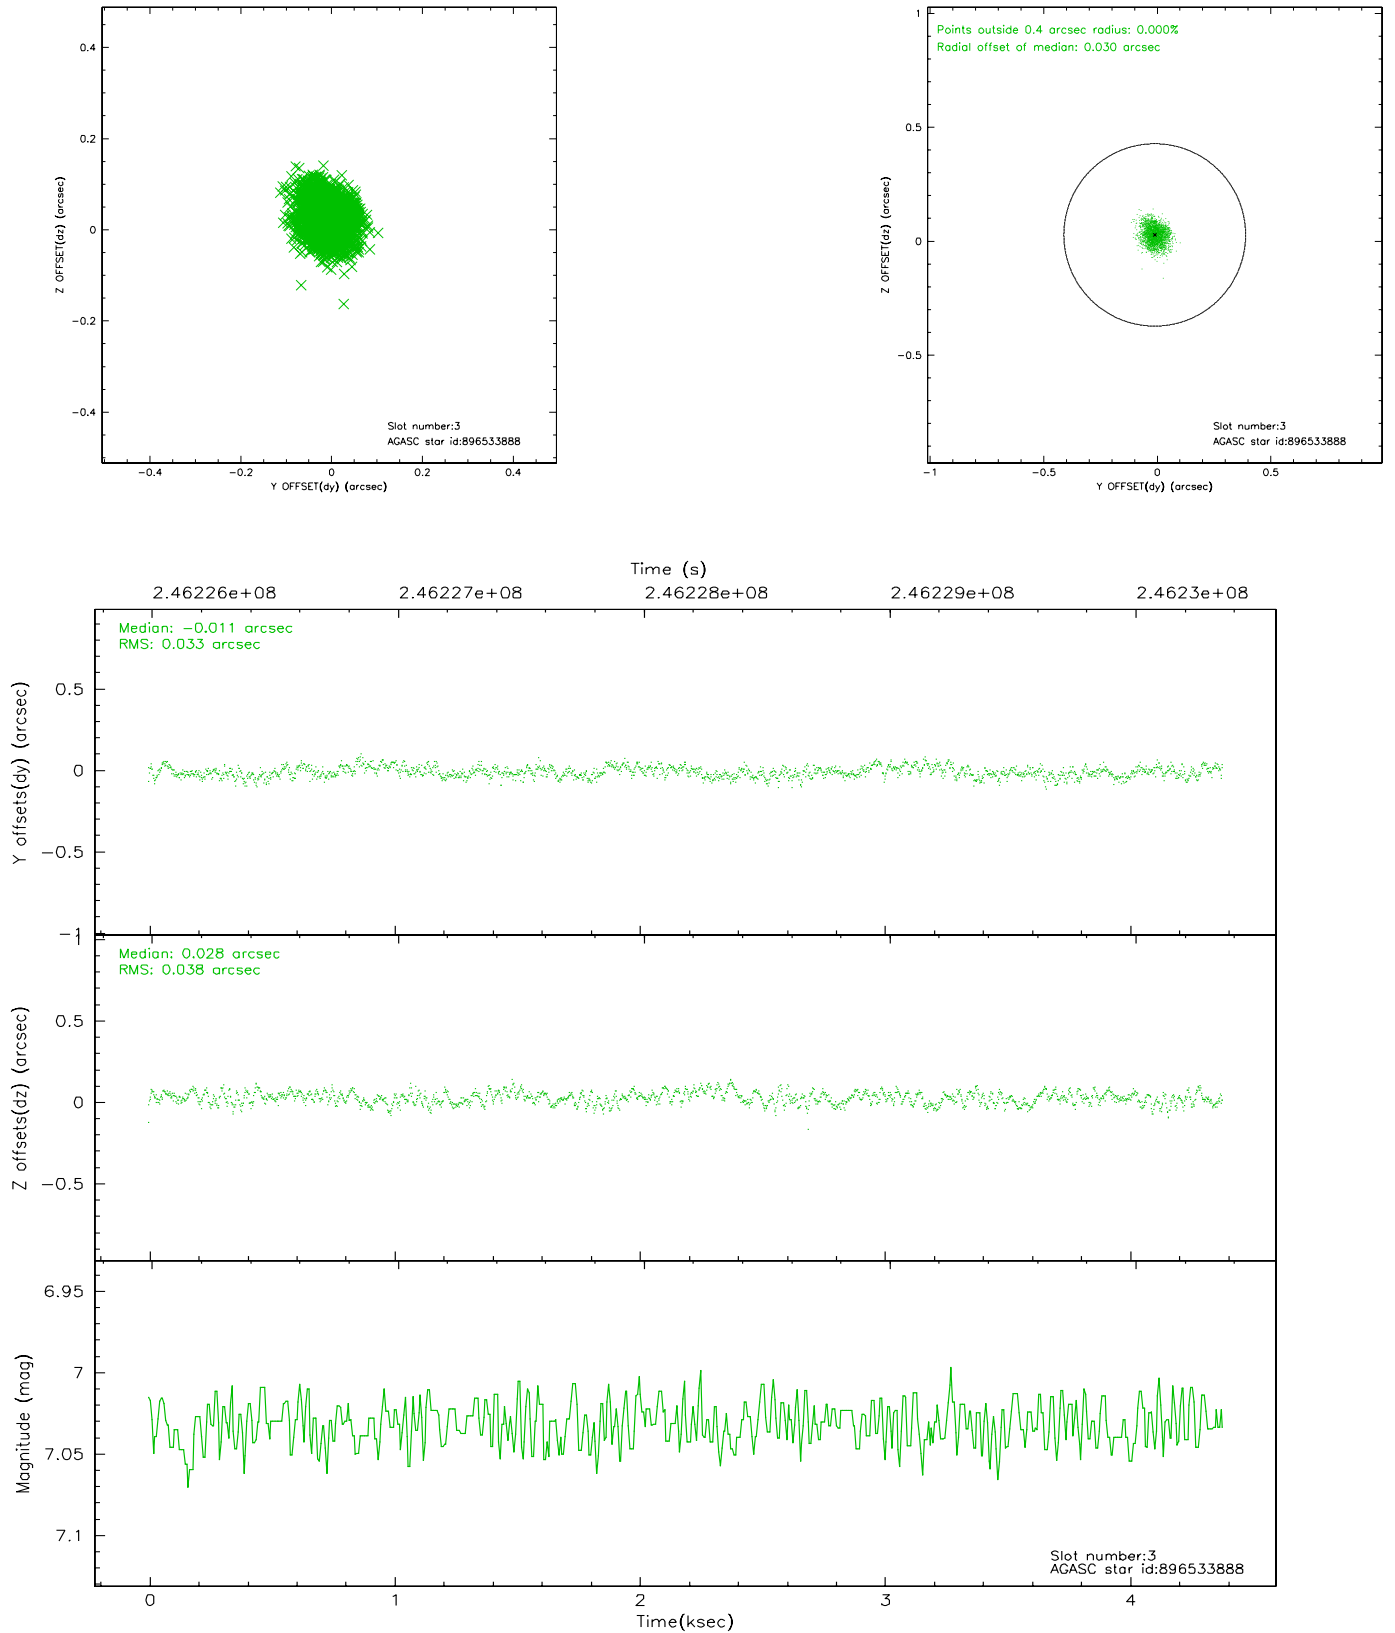 0.4
0.2
0
-0.2
-0.4
Z OFFSET(dz) (arcsec)
Slot number:3
AGASC star id:896533888
-0.4 -0.2 0 0.2 0.4
Y OFFSET(dy) (arcsec)
1
0.5
0
-0.5
Z OFFSET(dz) (arcsec)
Points outside 0.4 arcsec radius: 0.000%
Radial offset of median: 0.030 arcsec
Slot number:3
AGASC star id:896533888
-1 -0.5 0 0.5
Y OFFSET(dy) (arcsec)
Time (s)
2.46226e+08 2.46227e+08 2.46228e+08 2.46229e+08 2.4623e+08
Median: -0.011 arcsec
RMS: 0.033 arcsec
0.5
0
-0.5
-1
Y offsets(dy) (arcsec)
1
Median: 0.028 arcsec
RMS: 0.038 arcsec
0.5
0
-0.5
Z offsets(dz) (arcsec)
6.95
7
7.05
7.1
Magnitude (mag)
Slot number:3
AGASC star id:896533888
0 1 2 3 4
Time(ksec)